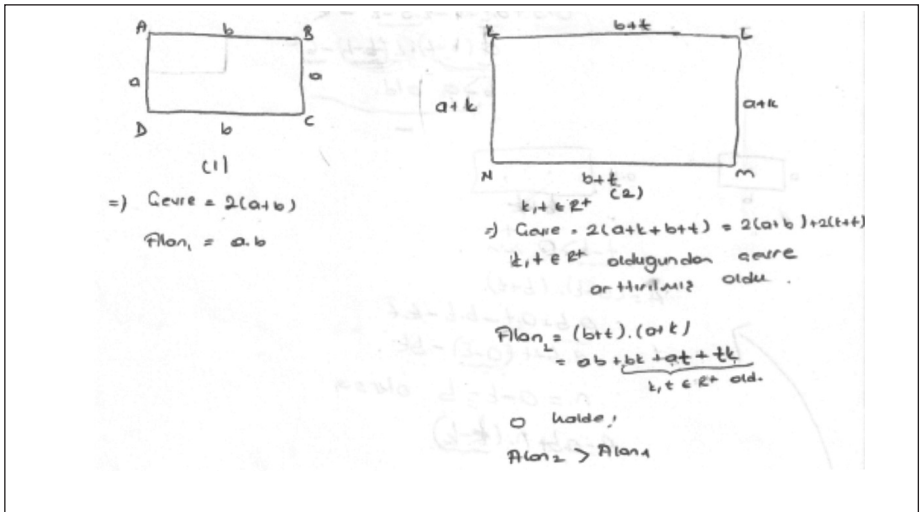 A b B
a a
D b C
(1)
=) Çevre = 2(a+b)
Alan₁ = a.b
K b+t L
a+k a+k
N b+t M
(2)
k,t ∈ R⁺
=) Çevre = 2(a+k+b+t) = 2(a+b)+2(k+t)
k,t ∈ R⁺ olduğundan çevre
arttırılmış oldu.
Alan₂ = (b+t).(a+k)
= ab+bk+at+tk
k,t ∈ R⁺ old.
O halde;
Alan₂ > Alan₁